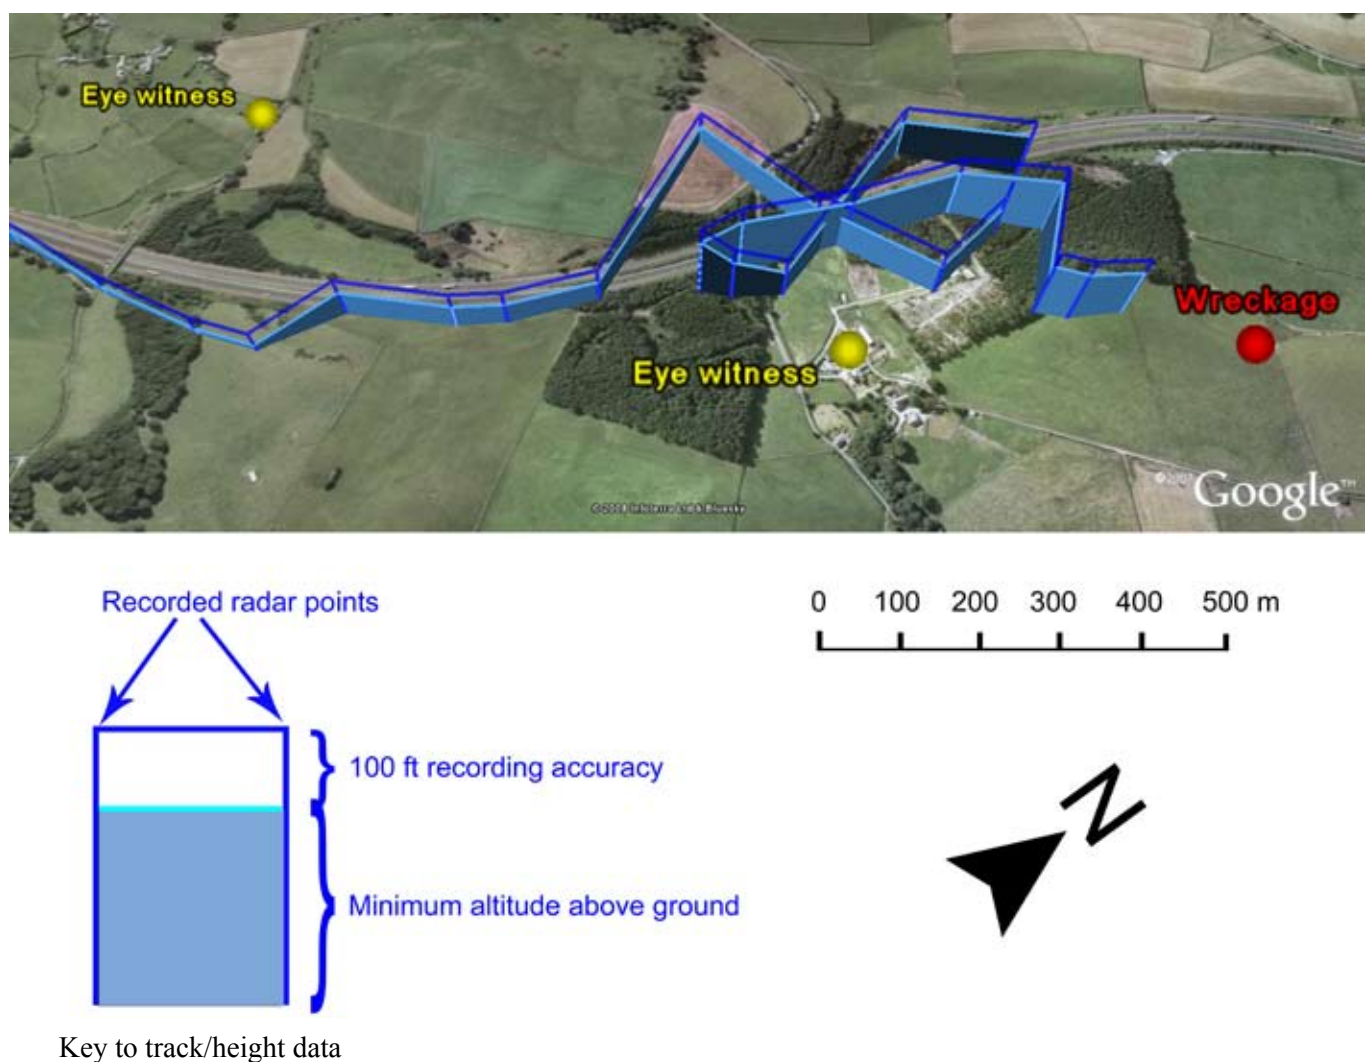 Eye witness
Eye witness
Wreckage
Google™
Recorded radar points
0 100 200 300 400 500 m
100 ft recording accuracy
N
Minimum altitude above ground
Key to track/height data